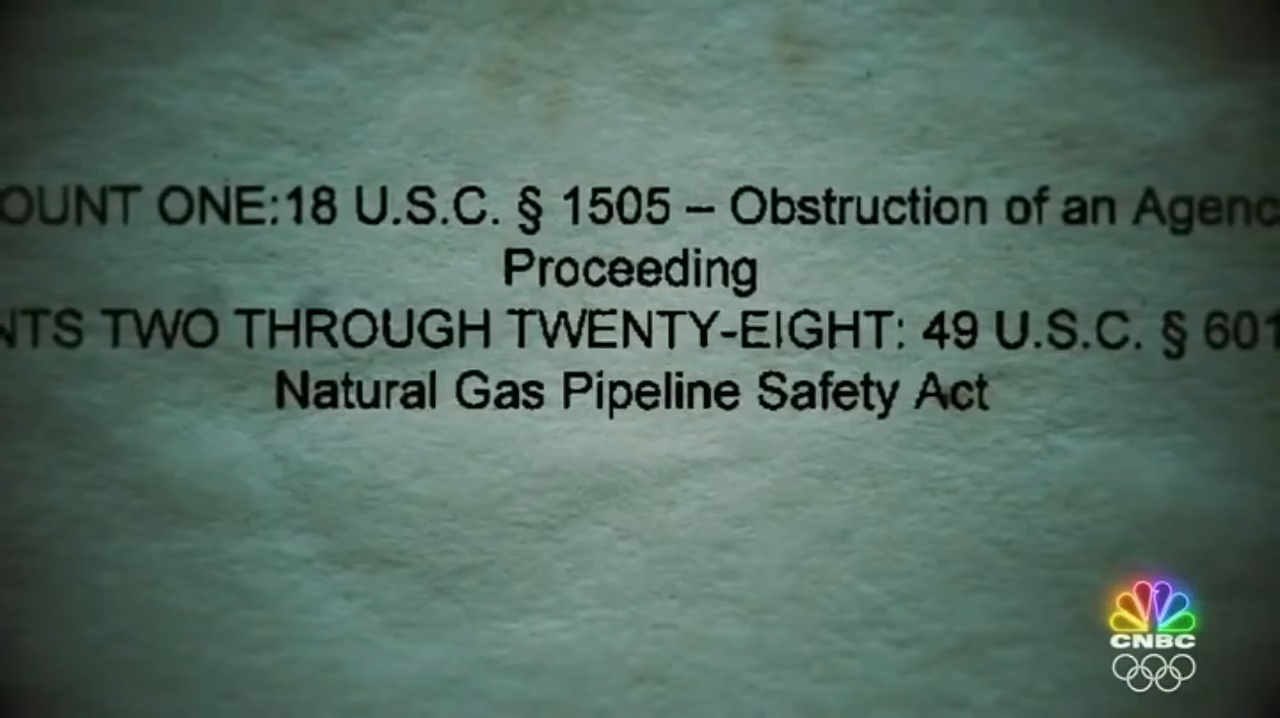 OUNT ONE:18 U.S.C. § 1505 – Obstruction of an Agenc
Proceeding
NTS TWO THROUGH TWENTY-EIGHT: 49 U.S.C. § 601
Natural Gas Pipeline Safety Act
CNBC